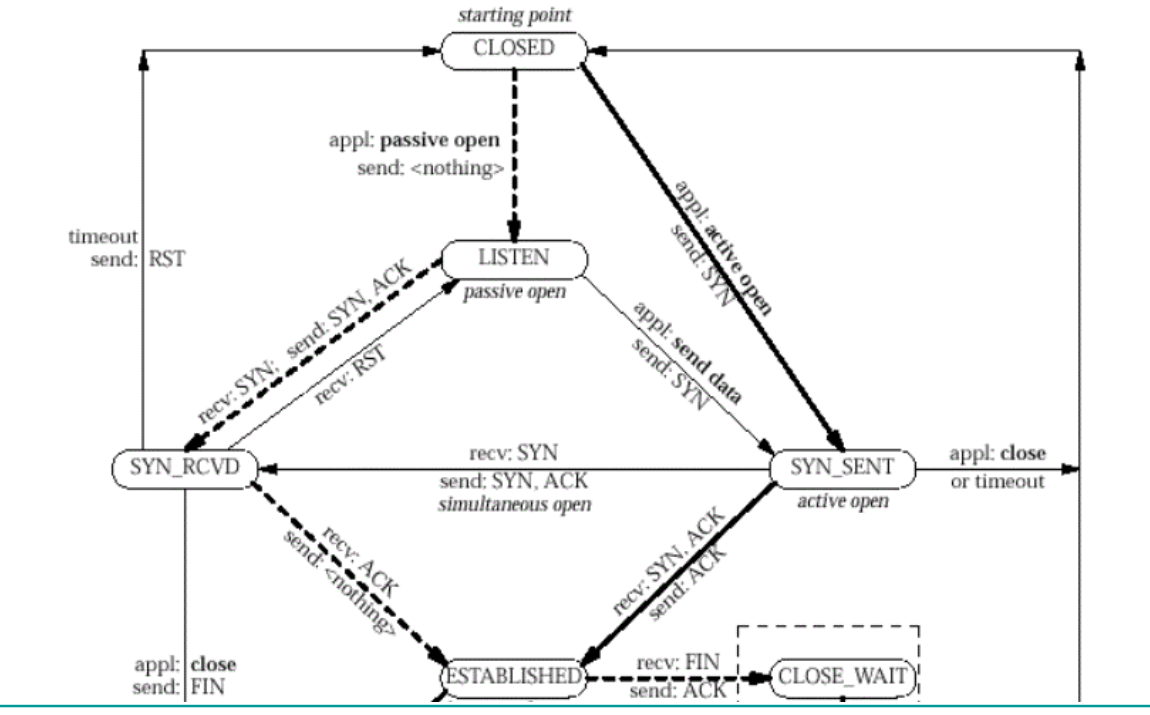 starting point
CLOSED
appl: passive open
send: <nothing>
appl: active open
send: SYN
timeout
send: RST
LISTEN
passive open
recv: SYN; send: SYN, ACK
recv: RST
appl: send data
send: SYN
SYN_RCVD
recv: SYN
send: SYN, ACK
simultaneous open
SYN_SENT
active open
appl: close
or timeout
recv: ACK
send: <nothing>
recv: SYN, ACK
send: ACK
appl: close
send: FIN
ESTABLISHED
recv: FIN
send: ACK
CLOSE_WAIT